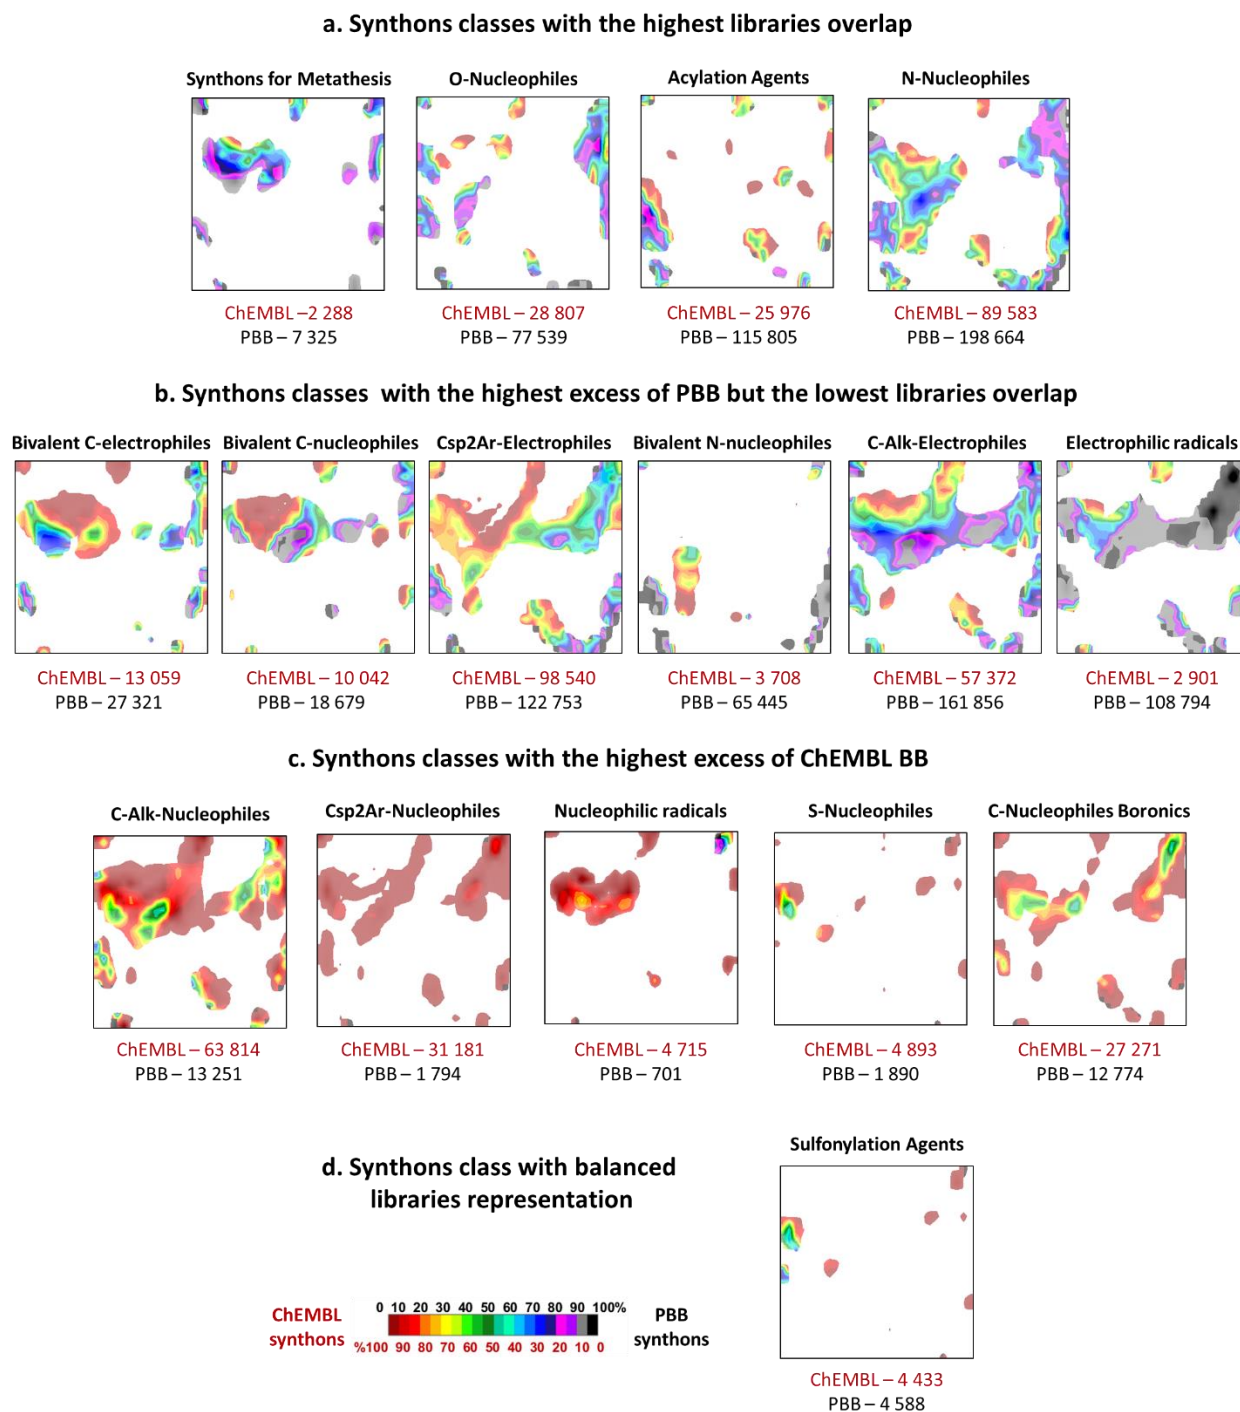 a. Synthons classes with the highest libraries overlap
Synthons for Metathesis
O-Nucleophiles
Acylation Agents
N-Nucleophiles
ChEMBL –2 288
PBB – 7 325
ChEMBL – 28 807
PBB – 77 539
ChEMBL – 25 976
PBB – 115 805
ChEMBL – 89 583
PBB – 198 664
b. Synthons classes with the highest excess of PBB but the lowest libraries overlap
Bivalent C-electrophiles
Bivalent C-nucleophiles
Csp2Ar-Electrophiles
Bivalent N-nucleophiles
C-Alk-Electrophiles
Electrophilic radicals
ChEMBL – 13 059
PBB – 27 321
ChEMBL – 10 042
PBB – 18 679
ChEMBL – 98 540
PBB – 122 753
ChEMBL – 3 708
PBB – 65 445
ChEMBL – 57 372
PBB – 161 856
ChEMBL – 2 901
PBB – 108 794
c. Synthons classes with the highest excess of ChEMBL BB
C-Alk-Nucleophiles
Csp2Ar-Nucleophiles
Nucleophilic radicals
S-Nucleophiles
C-Nucleophiles Boronics
ChEMBL – 63 814
PBB – 13 251
ChEMBL – 31 181
PBB – 1 794
ChEMBL – 4 715
PBB – 701
ChEMBL – 4 893
PBB – 1 890
ChEMBL – 27 271
PBB – 12 774
d. Synthons class with balanced
libraries representation
Sulfonylation Agents
ChEMBL
synthons
0 10 20 30 40 50 60 70 80 90 100%
%100 90 80 70 60 50 40 30 20 10 0
PBB
synthons
ChEMBL – 4 433
PBB – 4 588